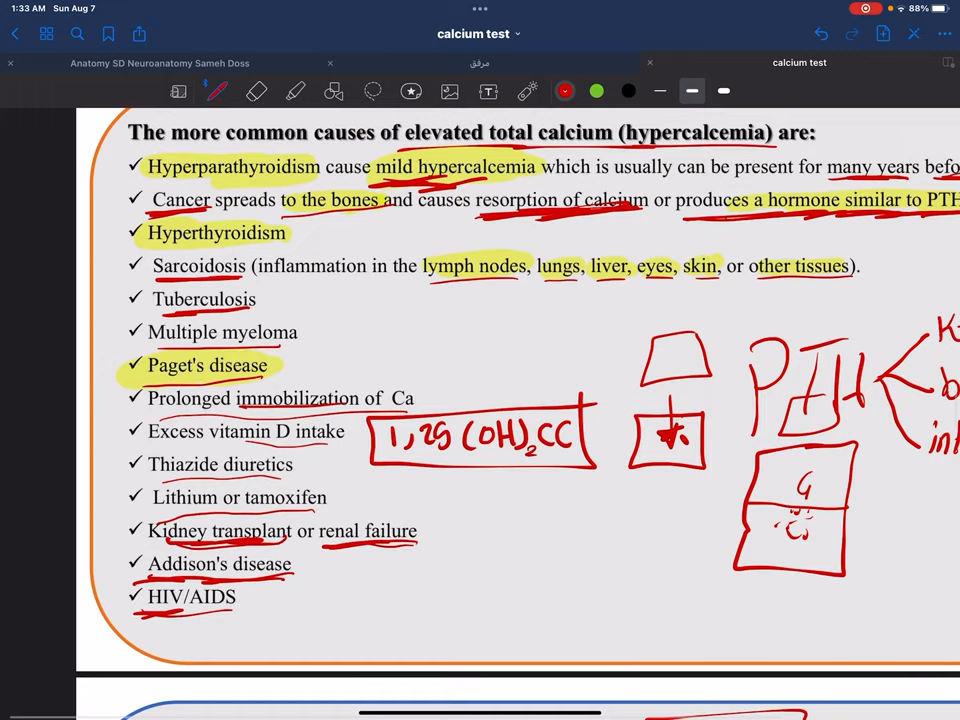 1:33 AM Sun Aug 7
88%
calcium test
Anatomy SD Neuroanatomy Sameh Doss
مرفق
calcium test
The more common causes of elevated total calcium (hypercalcemia) are:
✓ Hyperparathyroidism cause mild hypercalcemia which is usually can be present for many years befo
✓ Cancer spreads to the bones and causes resorption of calcium or produces a hormone similar to PTH
✓ Hyperthyroidism
✓ Sarcoidosis (inflammation in the lymph nodes, lungs, liver, eyes, skin, or other tissues).
✓ Tuberculosis
✓ Multiple myeloma
✓ Paget's disease
✓ Prolonged immobilization of Ca
✓ Excess vitamin D intake
✓ Thiazide diuretics
✓ Lithium or tamoxifen
✓ Kidney transplant or renal failure
✓ Addison's disease
✓ HIV/AIDS
1,25 (OH)2 CC
PTH
K
b
int